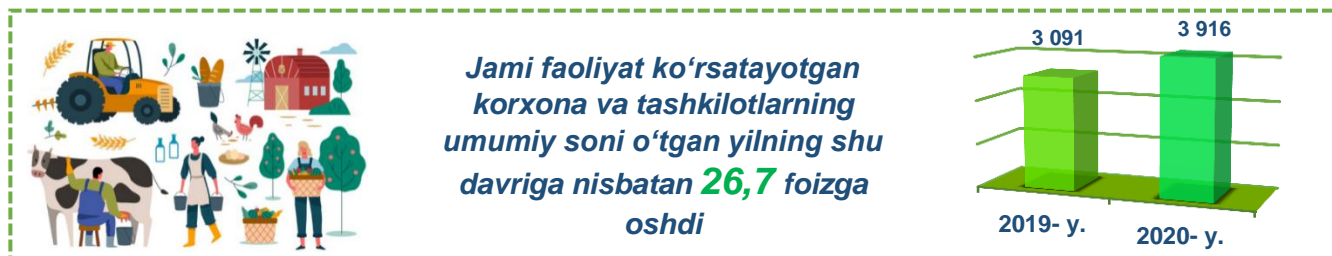 Jami faoliyat ko‘rsatayotgan
korxona va tashkilotlarning
umumiy soni o‘tgan yilning shu
davriga nisbatan 26,7 foizga
oshdi
3 091
3 916
2019- y.
2020- y.